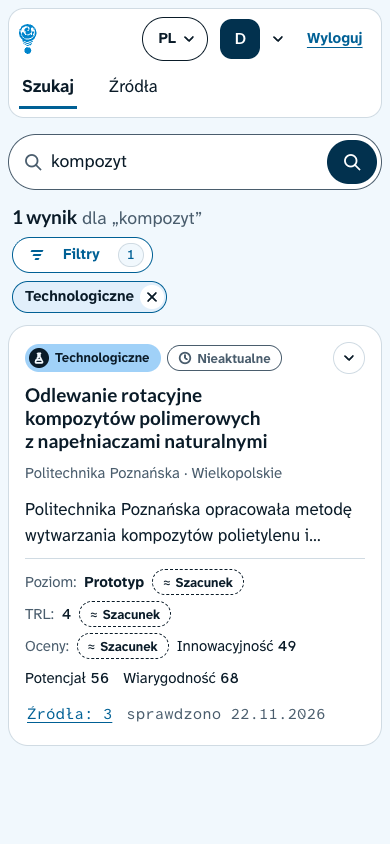 PL
D
Wyloguj
Szukaj
Źródła
kompozyt
1 wynik dla „kompozyt”
Filtry 1
Technologiczne
Technologiczne
Nieaktualne
Odlewanie rotacyjne
kompozytów polimerowych
z napełniaczami naturalnymi
Politechnika Poznańska · Wielkopolskie
Politechnika Poznańska opracowała metodę
wytwarzania kompozytów polietylenu i...
Poziom: Prototyp ≈ Szacunek
TRL: 4 ≈ Szacunek
Oceny: ≈ Szacunek Innowacyjność 49
Potencjał 56 Wiarygodność 68
Źródła: 3 sprawdzono 22.11.2026